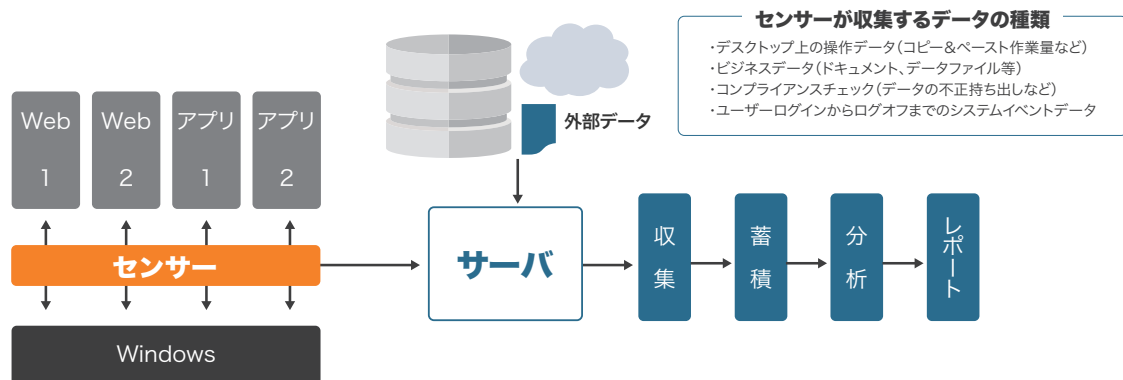 センサーが収集するデータの種類
・デスクトップ上の操作データ(コピー&ペースト作業量など)
・ビジネスデータ(ドキュメント、データファイル等)
・コンプライアンスチェック(データの不正持ち出しなど)
・ユーザーログインからログオフまでのシステムイベントデータ
外部データ
Web
1
Web
2
アプリ
1
アプリ
2
センサー
Windows
サーバ
収集
蓄積
分析
レポート